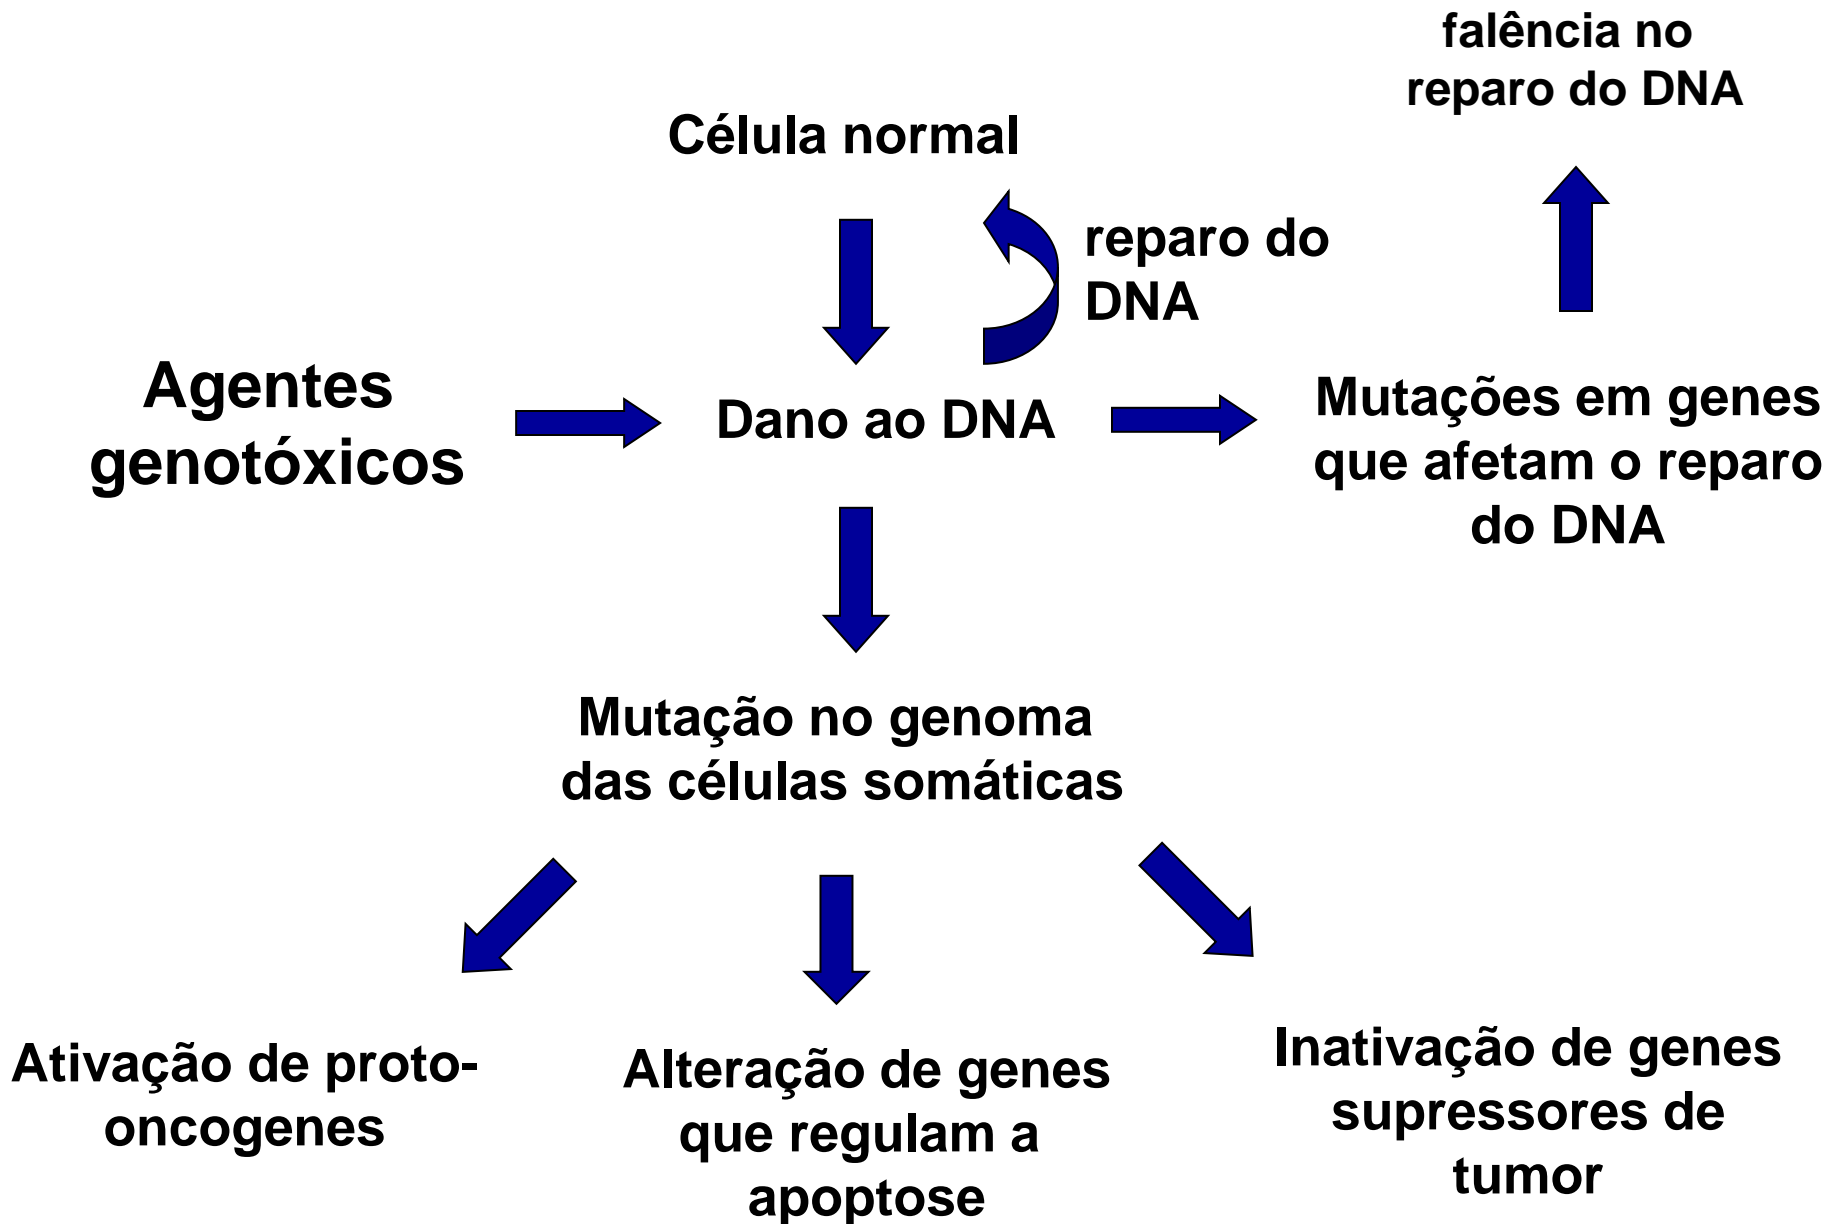 falência no
reparo do DNA
Célula normal
reparo do
DNA
Agentes
genotóxicos
Dano ao DNA
Mutações em genes
que afetam o reparo
do DNA
Mutação no genoma
das células somáticas
Ativação de proto-
oncogenes
Alteração de genes
que regulam a
apoptose
Inativação de genes
supressores de
tumor